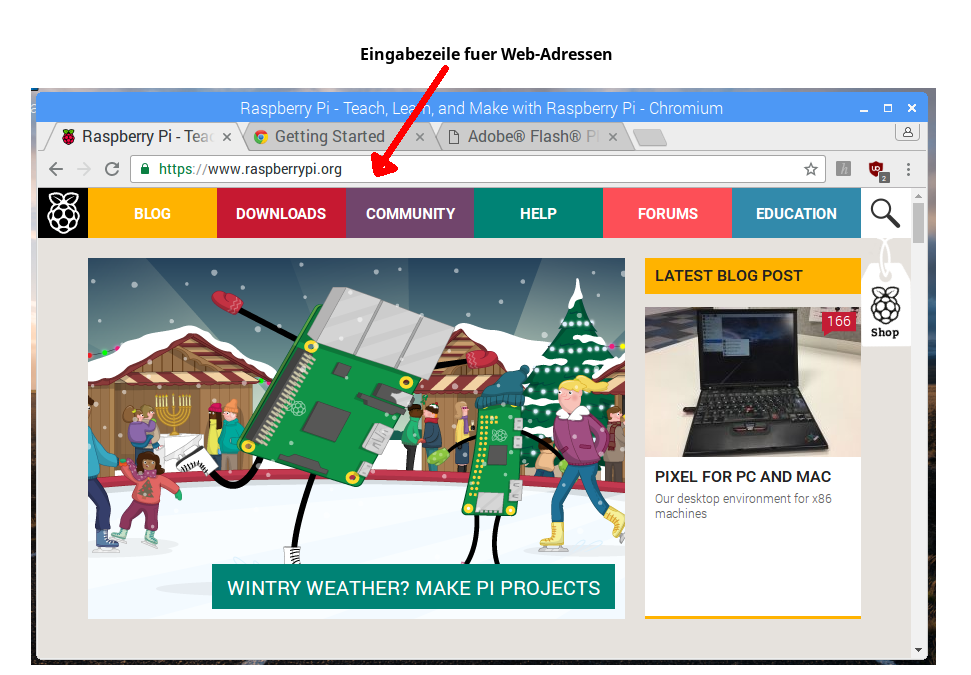 Eingabezeile fuer Web-Adressen
Raspberry Pi - Teach, Learn, and Make with Raspberry Pi - Chromium
Raspberry Pi - Teac
Getting Started
Adobe® Flash® P
https://www.raspberrypi.org
h
2
BLOG
DOWNLOADS
COMMUNITY
HELP
FORUMS
EDUCATION
LATEST BLOG POST
166
Shop
PIXEL FOR PC AND MAC
Our desktop environment for x86
machines
WINTRY WEATHER? MAKE PI PROJECTS